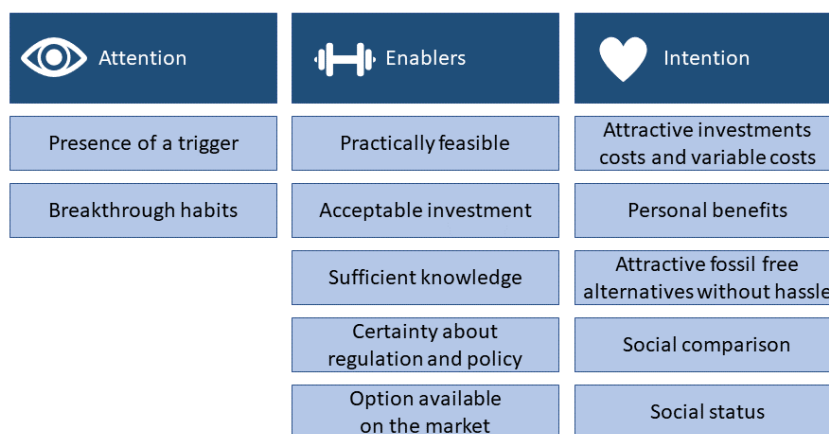 Attention
Presence of a trigger
Breakthrough habits
Enablers
Practically feasible
Acceptable investment
Sufficient knowledge
Certainty about
regulation and policy
Option available
on the market
Intention
Attractive investments
costs and variable costs
Personal benefits
Attractive fossil free
alternatives without hassle
Social comparison
Social status